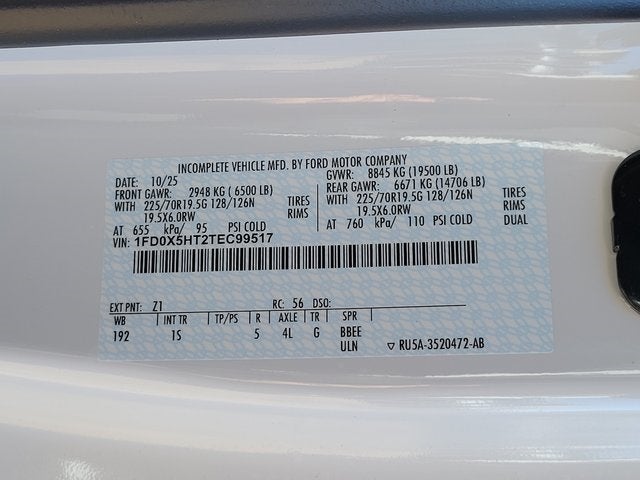 INCOMPLETE VEHICLE MFD. BY FORD MOTOR COMPANY
DATE: 10/25
FRONT GAWR: 2948 KG ( 6500 LB)
WITH 225/70R19.5G 128/126N TIRES
19.5X6.0RW RIMS
AT 655 kPa/ 95 PSI COLD
GVWR: 8845 KG (19500 LB)
REAR GAWR: 6671 KG (14706 LB)
WITH 225/70R19.5G 128/126N TIRES
19.5X6.0RW RIMS
AT 760 kPa/ 110 PSI COLD DUAL
VIN: 1FD0X5HT2TEC99517
EXT PNT: Z1 RC: 56 DSO:
WB INT TR TP/PS R AXLE TR SPR
192 1S 5 4L G BBEE
ULN ▽ RU5A-3520472-AB